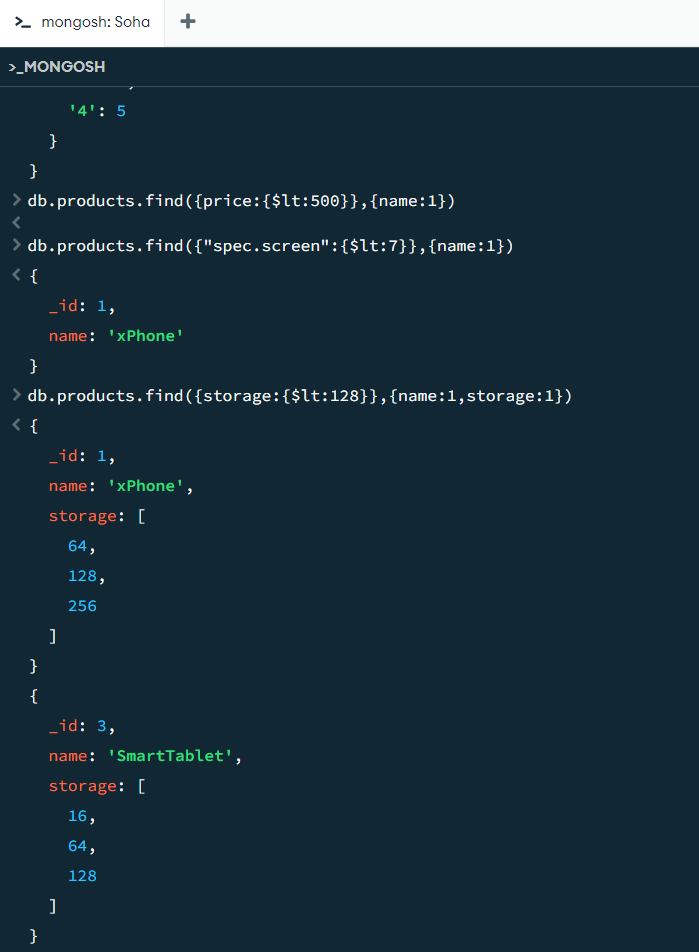 >_ mongosh: Soha +
>_MONGOSH
'4': 5
}
}
> db.products.find({price:{$lt:500}},{name:1})
<
> db.products.find({"spec.screen":{$lt:7}},{name:1})
< {
_id: 1,
name: 'xPhone'
}
> db.products.find({storage:{$lt:128}},{name:1,storage:1})
< {
_id: 1,
name: 'xPhone',
storage: [
64,
128,
256
]
}
{
_id: 3,
name: 'SmartTablet',
storage: [
16,
64,
128
]
}